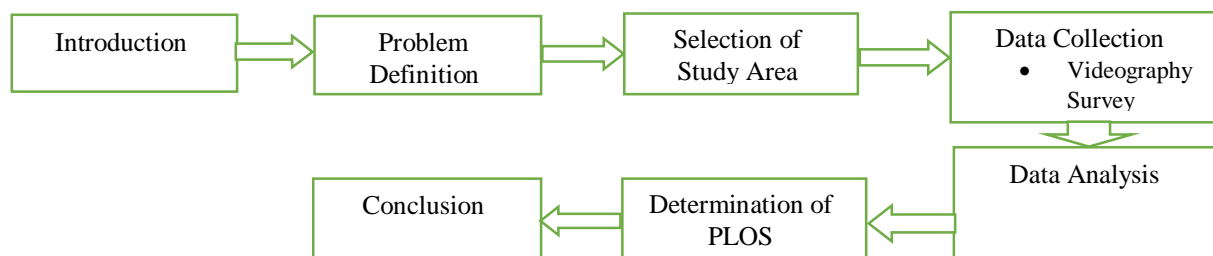 Introduction
Problem
Definition
Selection of
Study Area
Data Collection
• Videography
Survey
Data Analysis
Determination of
PLOS
Conclusion